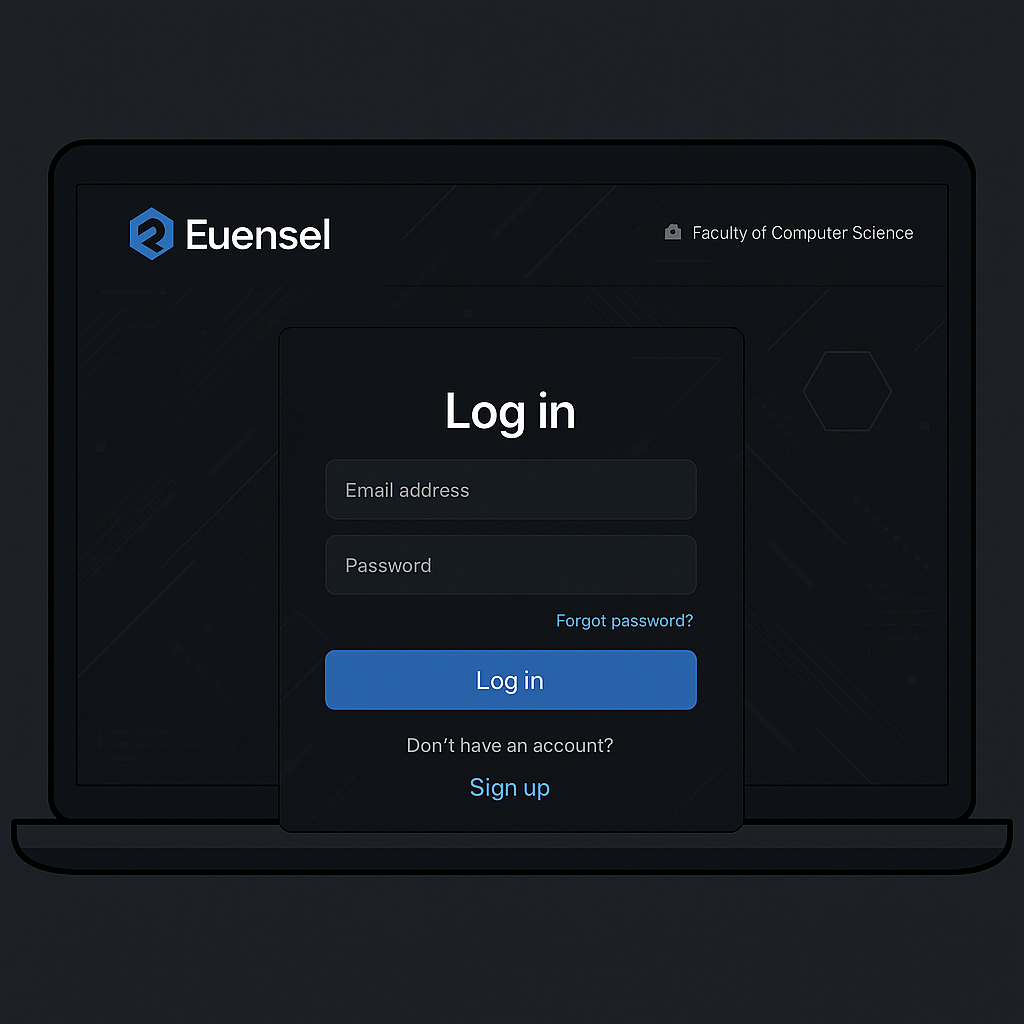 Euensel
Faculty of Computer Science
Log in
Email address
Password
Forgot password?
Log in
Don’t have an account?
Sign up